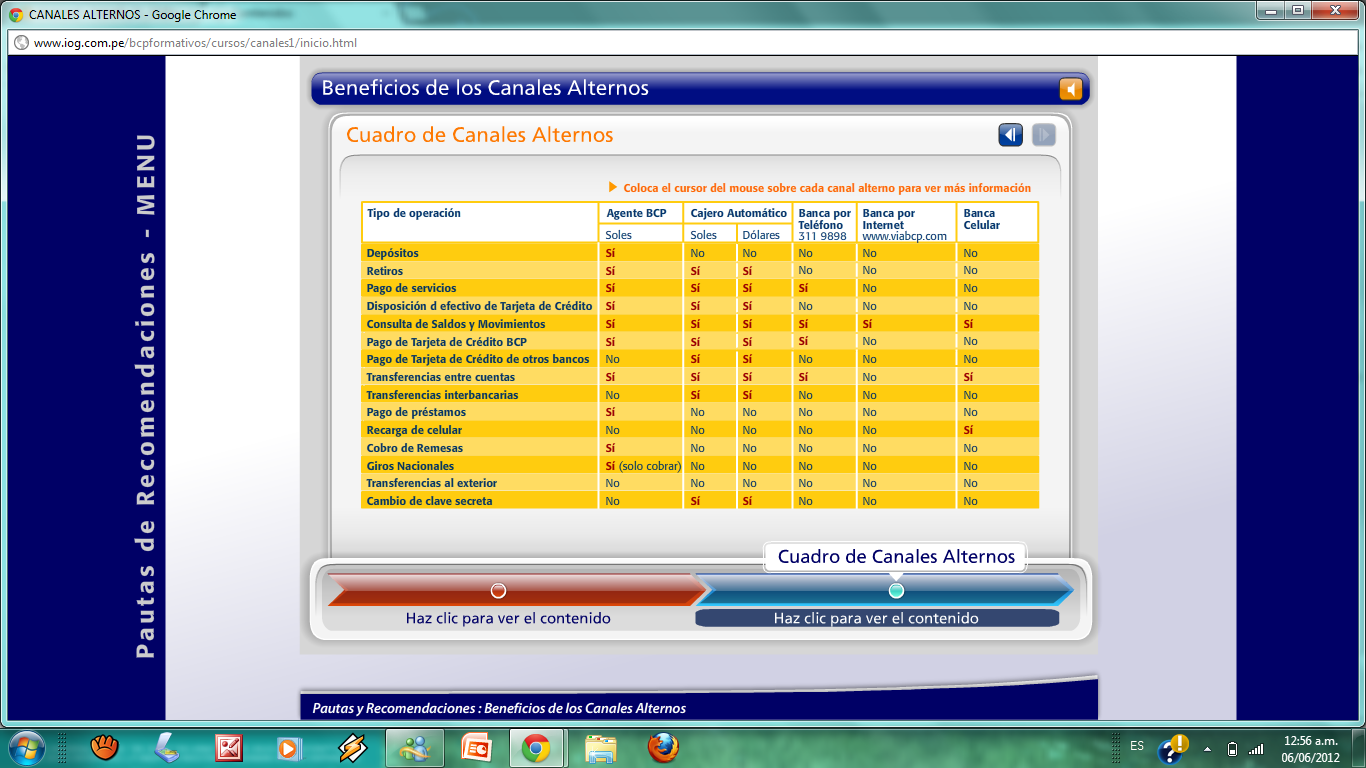 CANALES ALTERNOS - Google Chrome
www.iog.com.pe/bcpformativos/cursos/canales1/inicio.html
Pautas de Recomendaciones - MENU
Beneficios de los Canales Alternos
Cuadro de Canales Alternos
Coloca el cursor del mouse sobre cada canal alterno para ver más información
Tipo de operación Agente BCP Cajero Automático Banca por Teléfono 311 9898 Banca por Internet www.viabcp.com Banca Celular
Soles Soles Dólares
Depósitos Sí No No No No No
Retiros Sí Sí Sí No No No
Pago de servicios Sí Sí Sí Sí No No
Disposición d efectivo de Tarjeta de Crédito Sí Sí Sí No No No
Consulta de Saldos y Movimientos Sí Sí Sí Sí Sí Sí
Pago de Tarjeta de Crédito BCP Sí Sí Sí Sí No No
Pago de Tarjeta de Crédito de otros bancos No Sí Sí No No No
Transferencias entre cuentas Sí Sí Sí Sí No Sí
Transferencias interbancarias No Sí Sí No No No
Pago de préstamos Sí No No No No No
Recarga de celular No No No No No Sí
Cobro de Remesas Sí No No No No No
Giros Nacionales Sí (solo cobrar) No No No No No
Transferencias al exterior No No No No No No
Cambio de clave secreta No Sí Sí No No No
Cuadro de Canales Alternos
Haz clic para ver el contenido
Haz clic para ver el contenido
Pautas y Recomendaciones : Beneficios de los Canales Alternos
ES
12:56 a.m.
06/06/2012